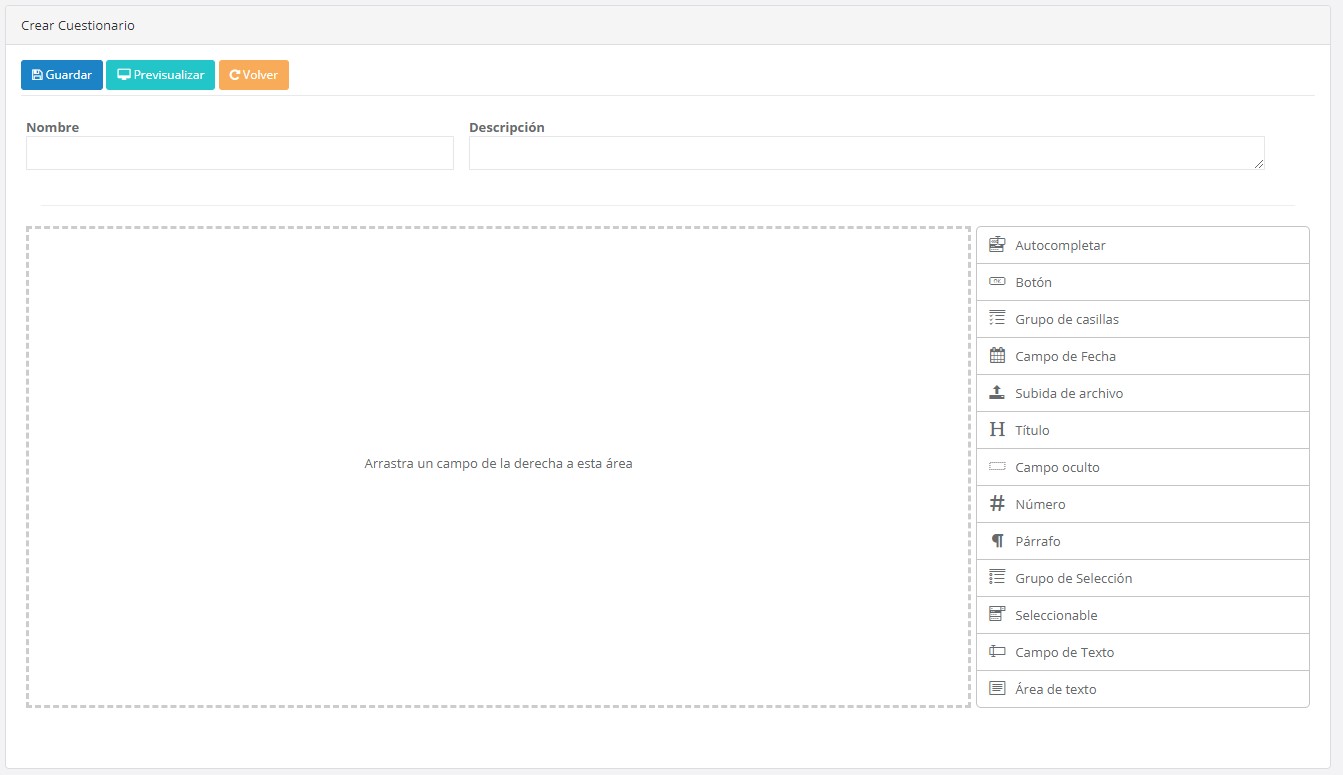 Crear Cuestionario
Guardar Previsualizar Volver
Nombre Descripción
Arrastra un campo de la derecha a esta área
Autocompletar
Botón
Grupo de casillas
Campo de Fecha
Subida de archivo
H Título
Campo oculto
# Número
¶ Párrafo
Grupo de Selección
Seleccionable
Campo de Texto
Área de texto